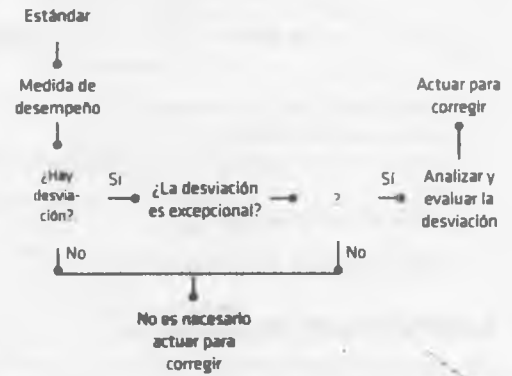 Estándar
Medida de
desempeño
¿Hay
desvia-
ción?
Sí
¿La desviación
es excepcional?
?
Sí
Analizar y
evaluar la
desviación
Actuar para
corregir
No
No
No es necesario
actuar para
corregir